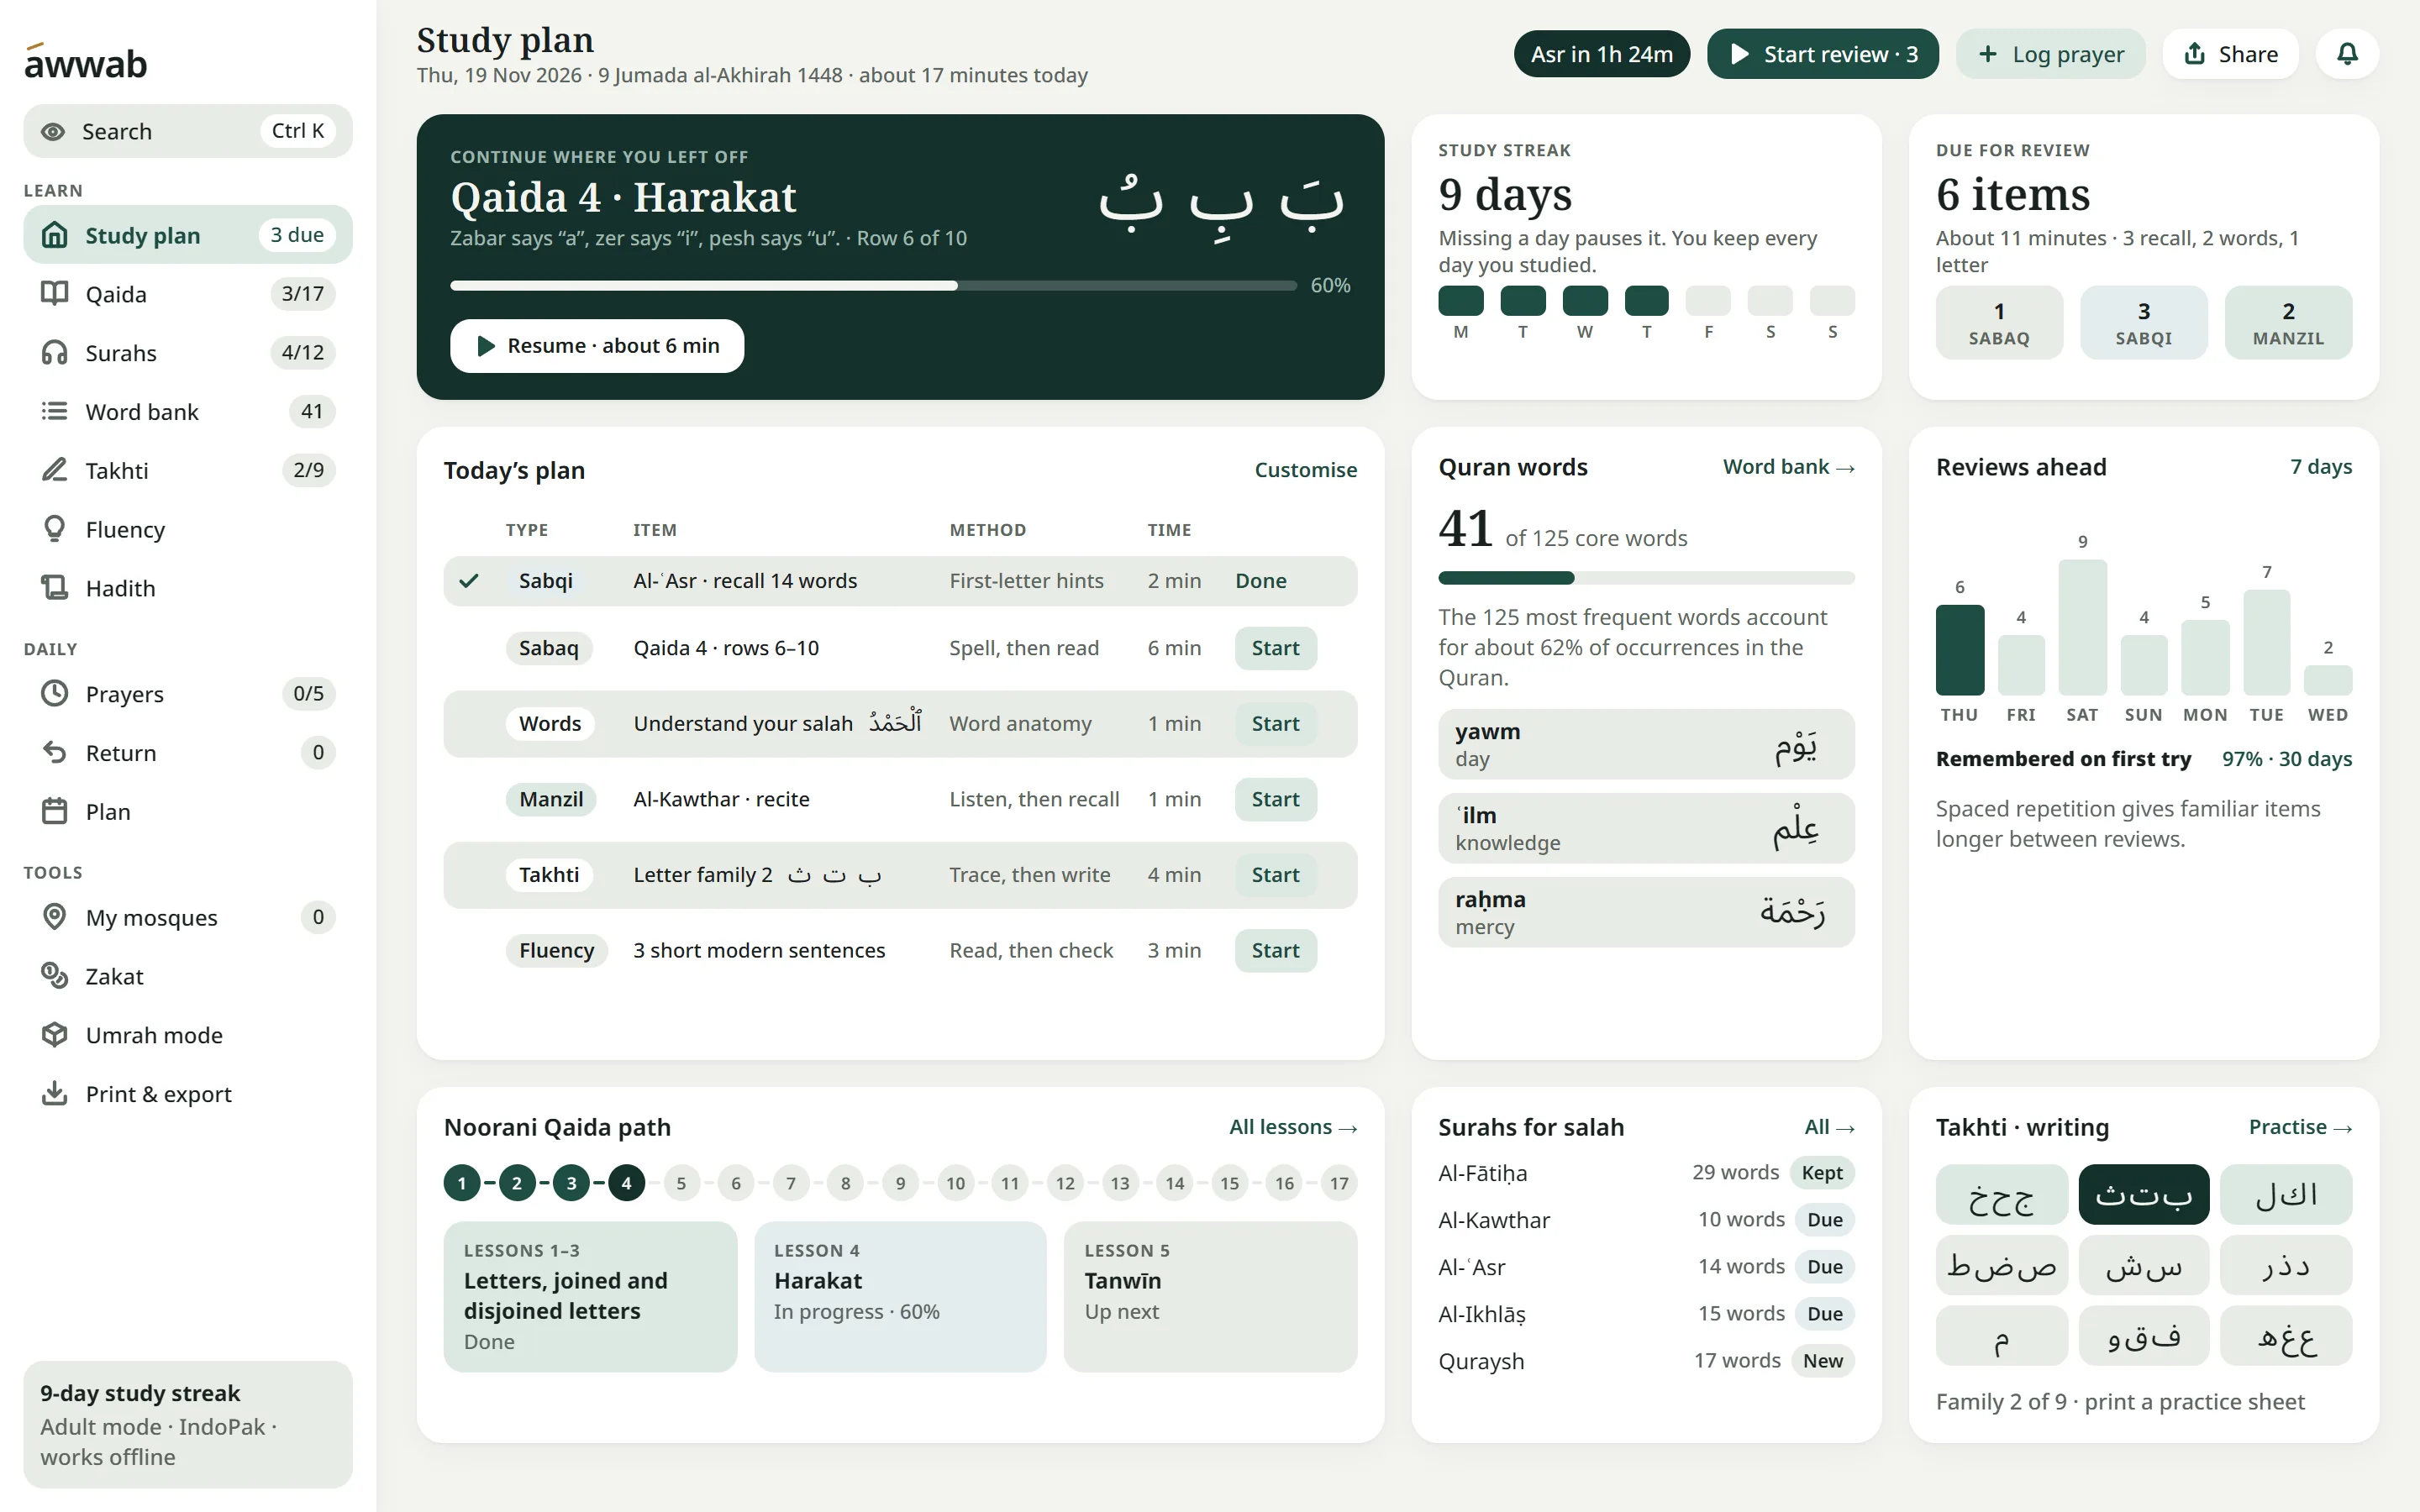 awwab
Search Ctrl K
LEARN
Study plan 3 due
Qaida 3/17
Surahs 4/12
Word bank 41
Takhti 2/9
Fluency
Hadith
DAILY
Prayers 0/5
Return 0
Plan
TOOLS
My mosques 0
Zakat
Umrah mode
Print & export
9-day study streak
Adult mode · IndoPak ·
works offline
Study plan
Thu, 19 Nov 2026 · 9 Jumada al-Akhirah 1448 · about 17 minutes today
Asr in 1h 24m
Start review · 3
Log prayer
Share
CONTINUE WHERE YOU LEFT OFF
Qaida 4 · Harakat
Zabar says “a”, zer says “i”, pesh says “u”. · Row 6 of 10
بَ بِ بُ
60%
Resume · about 6 min
STUDY STREAK
9 days
Missing a day pauses it. You keep every
day you studied.
M T W T F S S
DUE FOR REVIEW
6 items
About 11 minutes · 3 recall, 2 words, 1
letter
1 3 2
SABAQ SABQI MANZIL
Today’s plan Customise
TYPE ITEM METHOD TIME
Sabqi Al-ʿAsr · recall 14 words First-letter hints 2 min Done
Sabaq Qaida 4 · rows 6–10 Spell, then read 6 min Start
Words Understand your salah ٱلْحَمْدُ Word anatomy 1 min Start
Manzil Al-Kawthar · recite Listen, then recall 1 min Start
Takhti Letter family 2 ب ت ث Trace, then write 4 min Start
Fluency 3 short modern sentences Read, then check 3 min Start
Quran words Word bank →
41 of 125 core words
The 125 most frequent words account
for about 62% of occurrences in the
Quran.
yawm يَوْم
day
ʿilm عِلْم
knowledge
raḥma رَحْمَة
mercy
Reviews ahead 7 days
6 4 9 4 5 7 2
THU FRI SAT SUN MON TUE WED
Remembered on first try 97% · 30 days
Spaced repetition gives familiar items
longer between reviews.
Noorani Qaida path All lessons →
1 2 3 4 5 6 7 8 9 10 11 12 13 14 15 16 17
LESSONS 1–3
Letters, joined and
disjoined letters
Done
LESSON 4
Harakat
In progress · 60%
LESSON 5
Tanwīn
Up next
Surahs for salah All →
Al-Fātiḥa 29 words Kept
Al-Kawthar 10 words Due
Al-ʿAsr 14 words Due
Al-Ikhlāṣ 15 words Due
Quraysh 17 words New
Takhti · writing Practise →
ا ك ل ب ت ث ج ح خ
د ذ ر س ش ص ض ط
ع غ ه ف ق و م
Family 2 of 9 · print a practice sheet